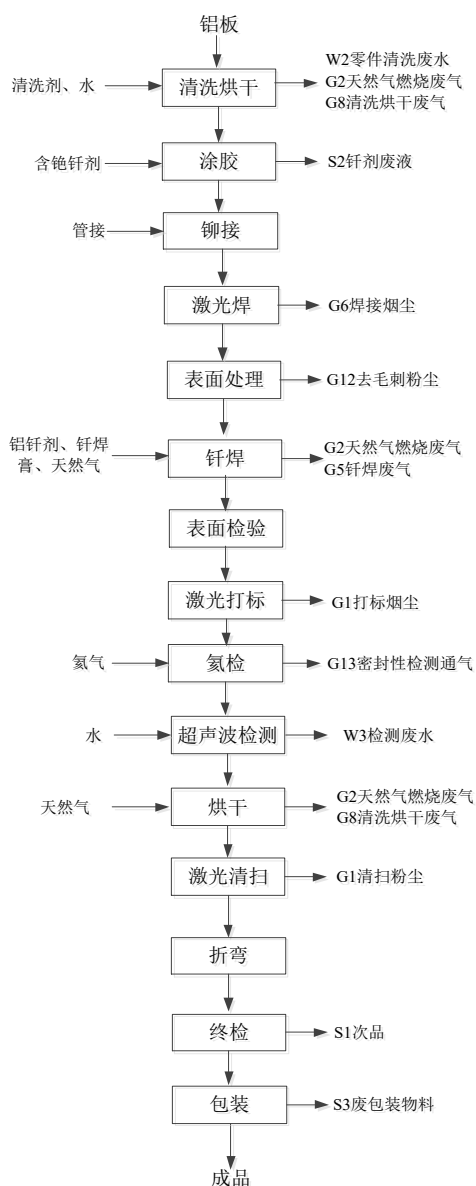 铝板
W2零件清洗废水
清洗剂、水
清洗烘干
G2天然气燃烧废气
G8清洗烘干废气
含铯钎剂
涂胶
S2钎剂废液
管接
铆接
激光焊
G6焊接烟尘
表面处理
G12去毛刺粉尘
铝钎剂、钎焊
膏、天然气
钎焊
G2天然气燃烧废气
G5钎焊废气
表面检验
激光打标
G1打标烟尘
氦气
氦检
G13密封性检测通气
水
超声波检测
W3检测废水
天然气
烘干
G2天然气燃烧废气
G8清洗烘干废气
激光清扫
G1清扫粉尘
折弯
终检
S1次品
包装
S3废包装物料
成品